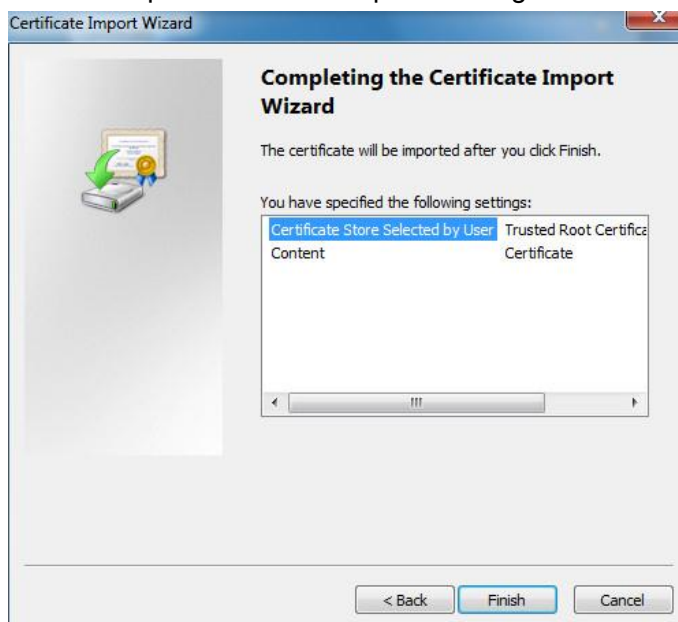 Certificate Import Wizard
Completing the Certificate Import
Wizard
The certificate will be imported after you click Finish.
You have specified the following settings:
Certificate Store Selected by User Trusted Root Certifica
Content Certificate
< Back Finish Cancel